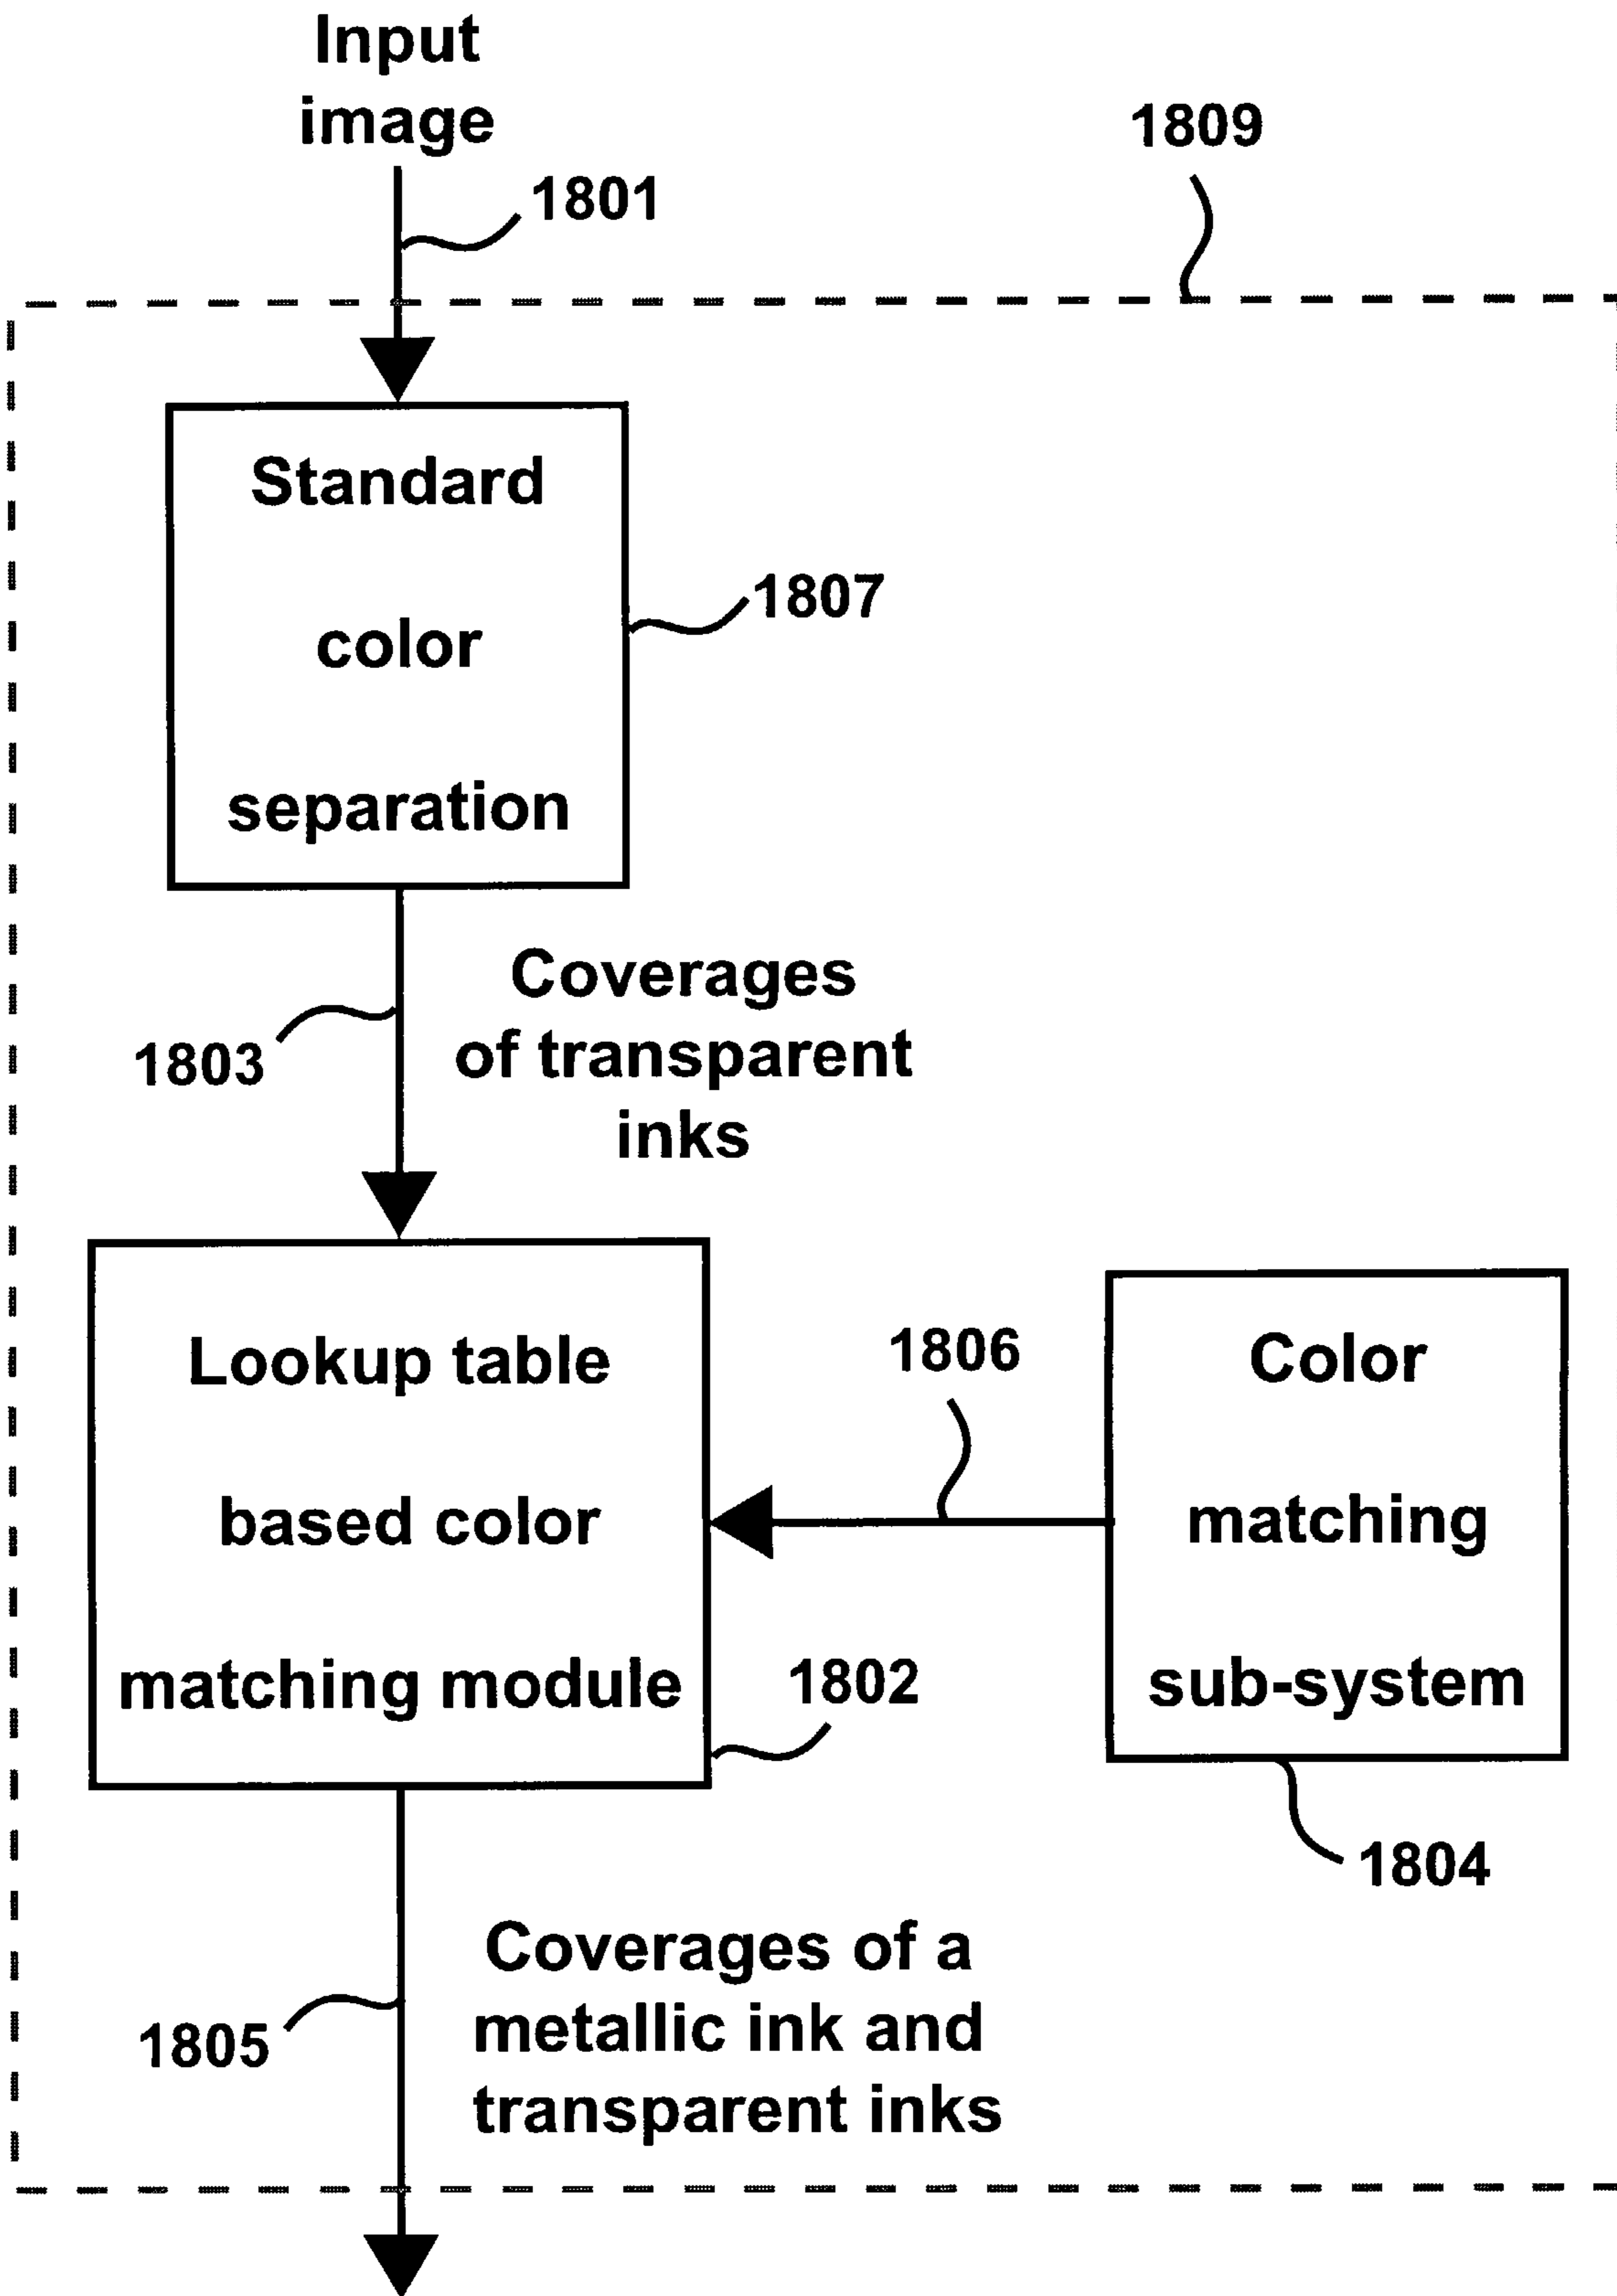 Input
image
1809
1801
Standard
color
separation
1807
Coverages
of transparent
inks
1803
Lookup table
based color
matching module
1806
Color
matching
sub-system
1802
1804
Coverages of a
metallic ink and
transparent inks
1805